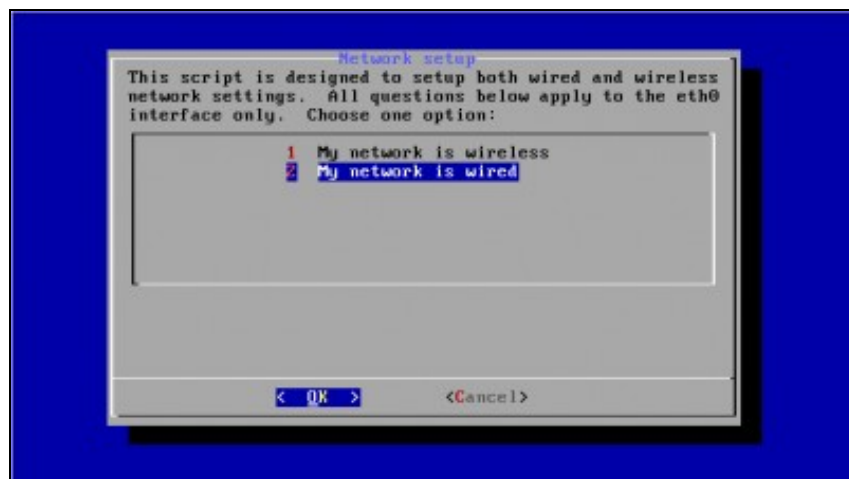 Network setup
This script is designed to setup both wired and wireless
network settings.  All questions below apply to the eth0
interface only.  Choose one option:
1  My network is wireless
2  My network is wired
<  OK  >          <Cancel>